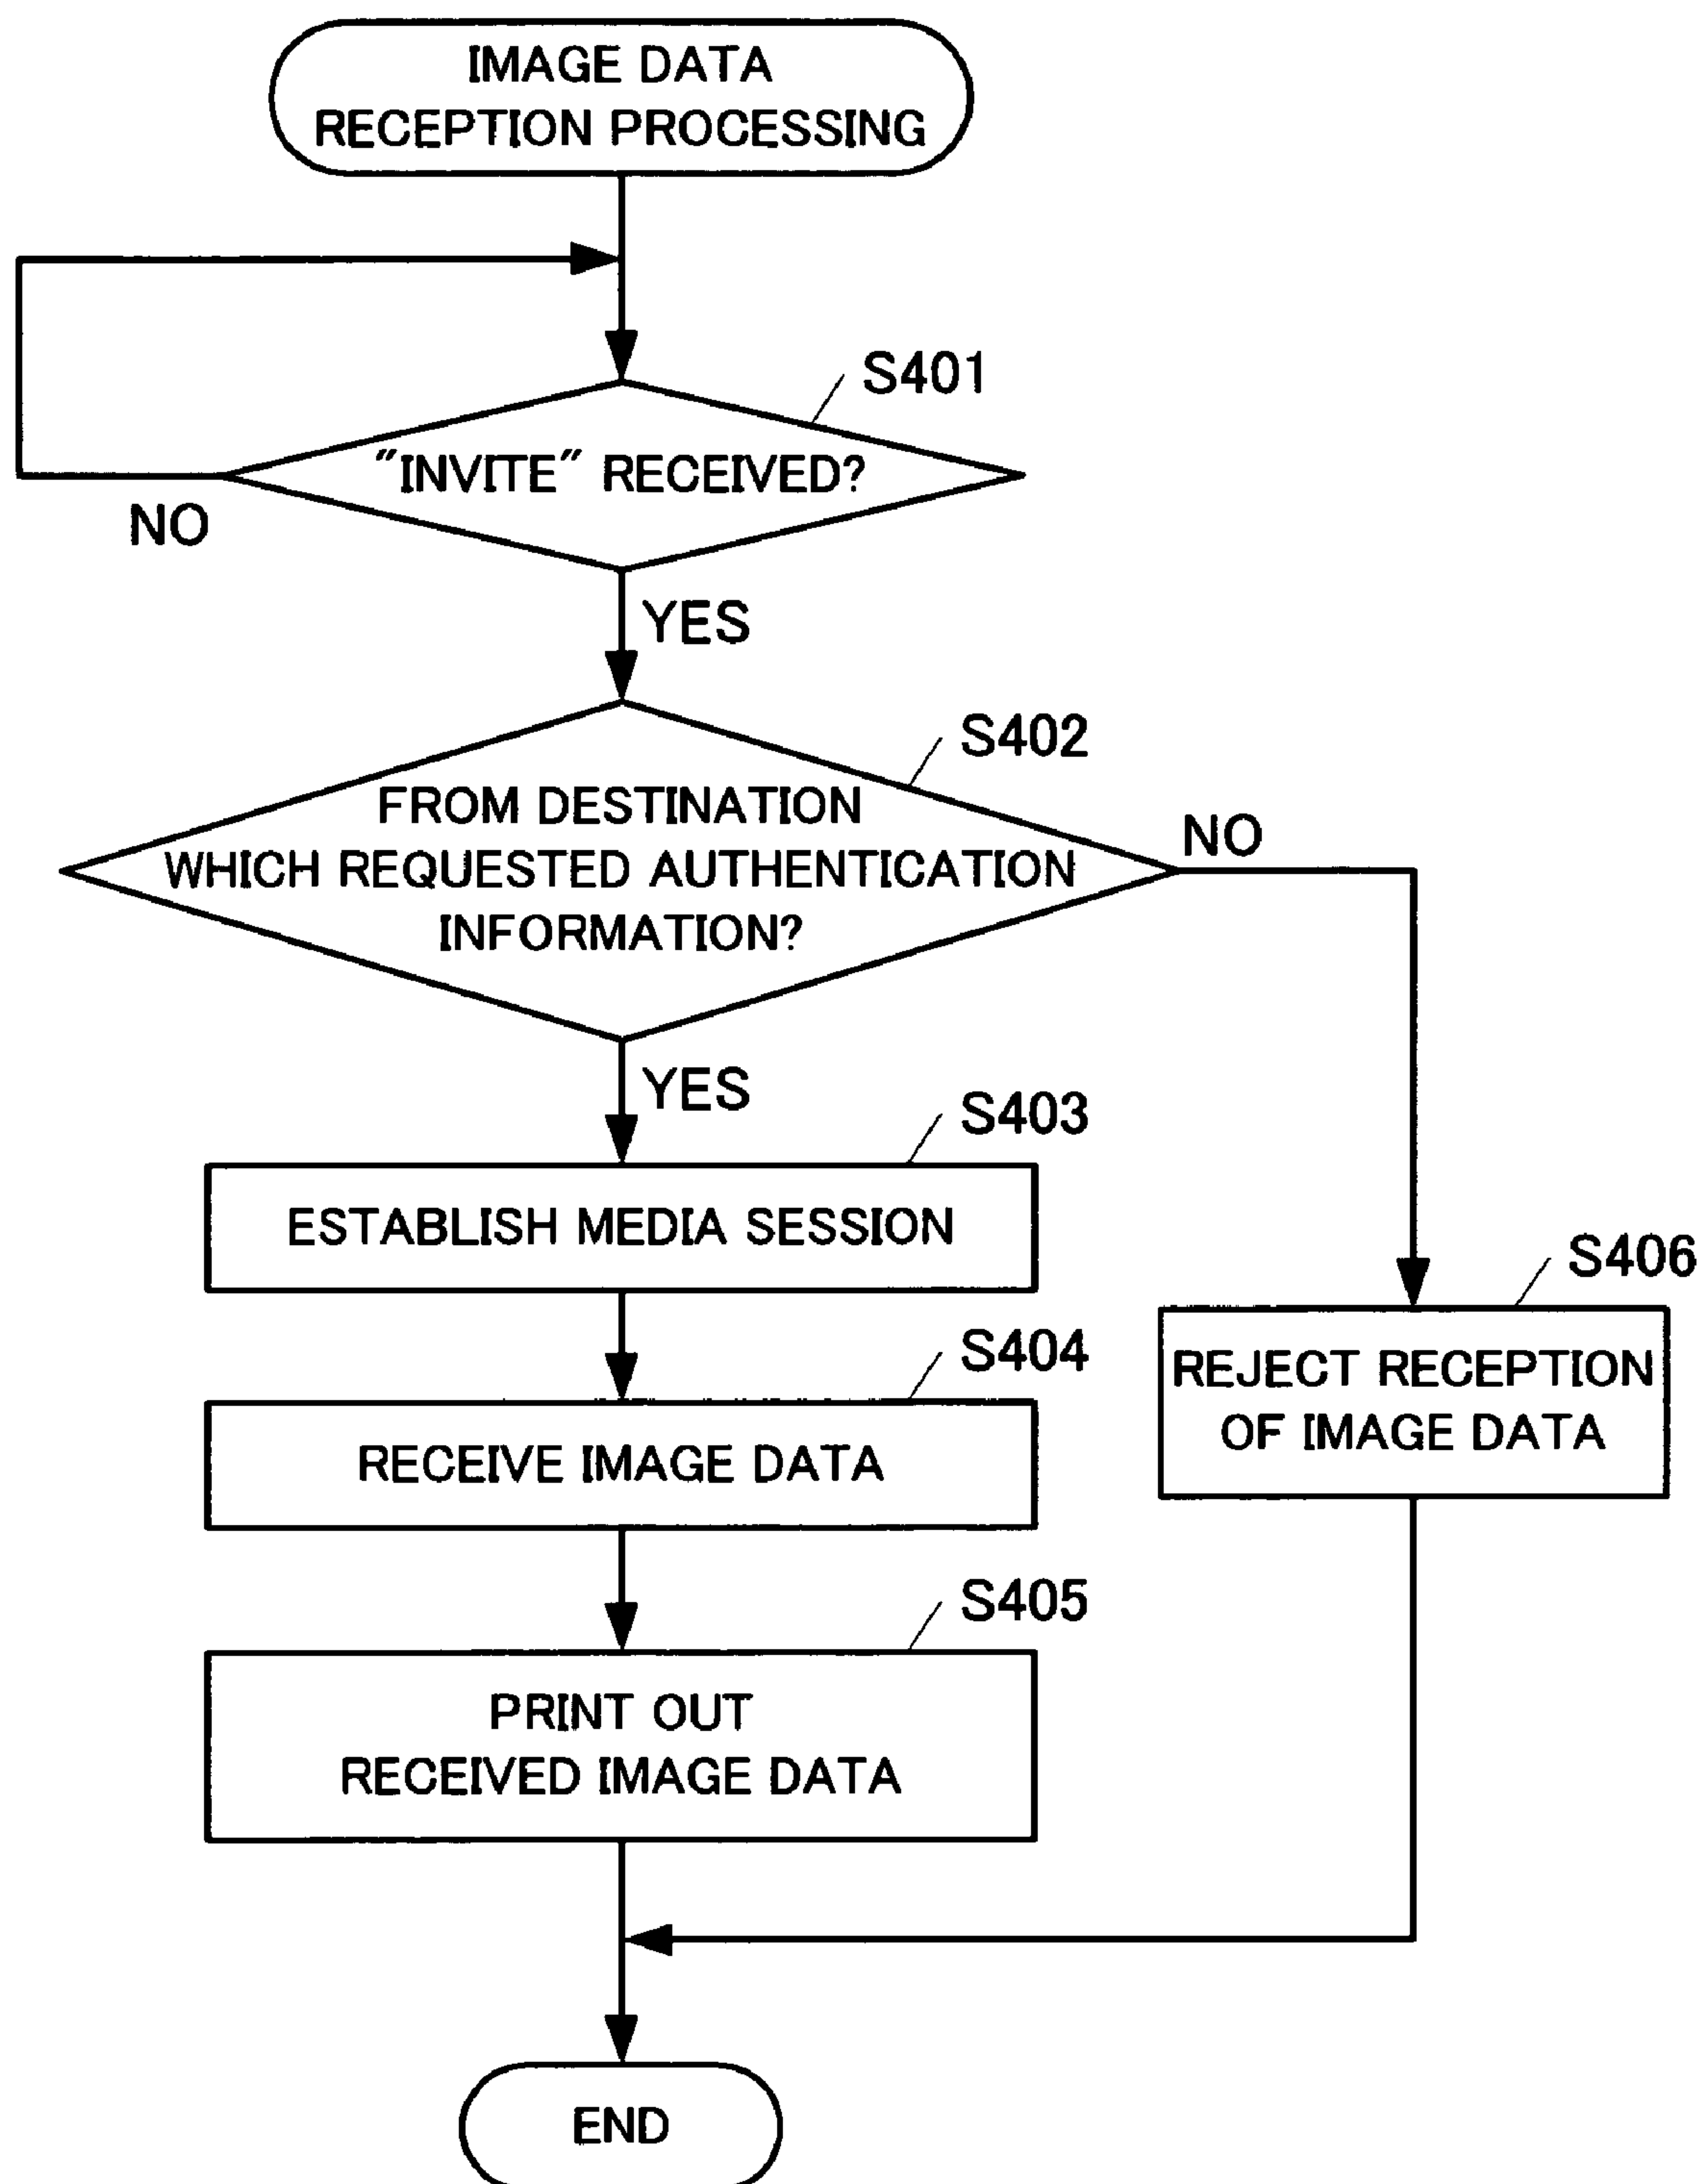 IMAGE DATA
RECEPTION PROCESSING
S401
"INVITE" RECEIVED?
NO
YES
S402
FROM DESTINATION
WHICH REQUESTED AUTHENTICATION
INFORMATION?
NO
YES
S403
ESTABLISH MEDIA SESSION
S404
RECEIVE IMAGE DATA
S406
REJECT RECEPTION
OF IMAGE DATA
S405
PRINT OUT
RECEIVED IMAGE DATA
END